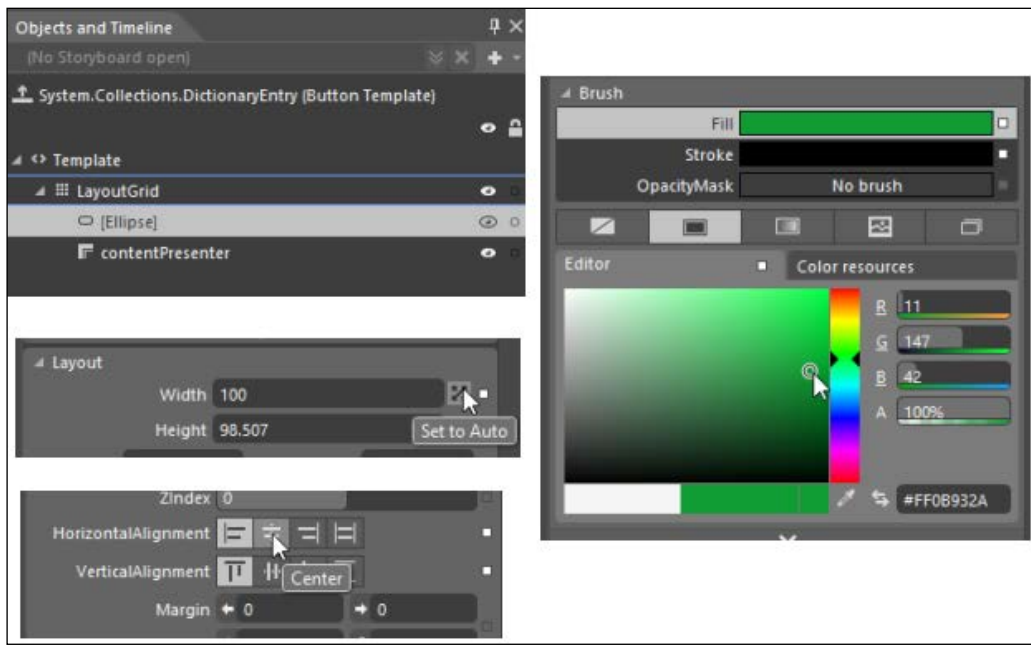 Objects and Timeline
(No Storyboard open)
System.Collections.DictionaryEntry (Button Template)
Template
LayoutGrid
[Ellipse]
contentPresenter
Layout
Width 100
Height 98.507
Set to Auto
ZIndex 0
HorizontalAlignment
VerticalAlignment
Center
Margin 0 0
Brush
Fill
Stroke
OpacityMask No brush
Editor Color resources
R 11
G 147
B 42
A 100%
#FF0B932A